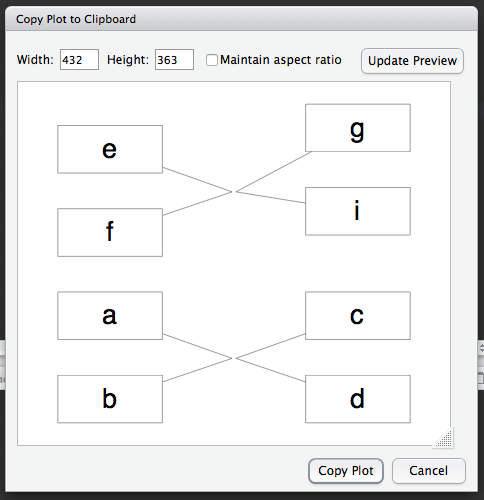 Copy Plot to Clipboard
Width: 432 Height: 363 Maintain aspect ratio Update Preview
g
e
i
f
a c
b d
Copy Plot Cancel